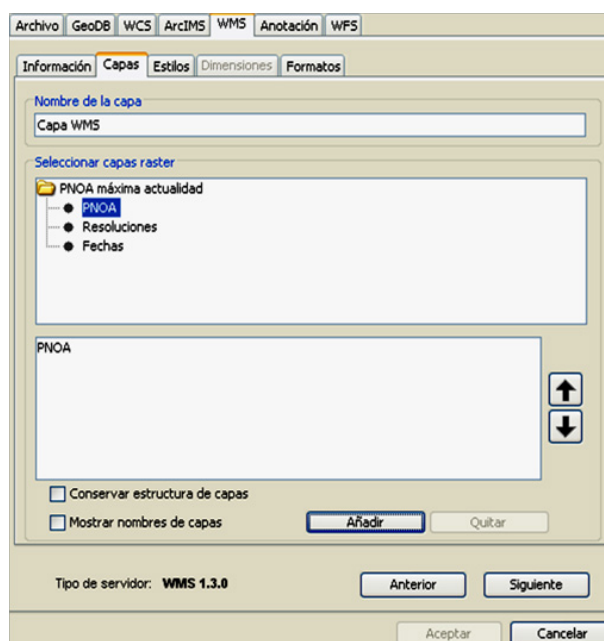 Archivo GeoDB WCS ArcIMS WMS Anotación WFS
Información Capas Estilos Dimensiones Formatos
Nombre de la capa
Capa WMS
Seleccionar capas raster
PNOA máxima actualidad
PNOA
Resoluciones
Fechas
PNOA
Conservar estructura de capas
Mostrar nombres de capas Añadir Quitar
Tipo de servidor: WMS 1.3.0 Anterior Siguiente
Aceptar Cancelar